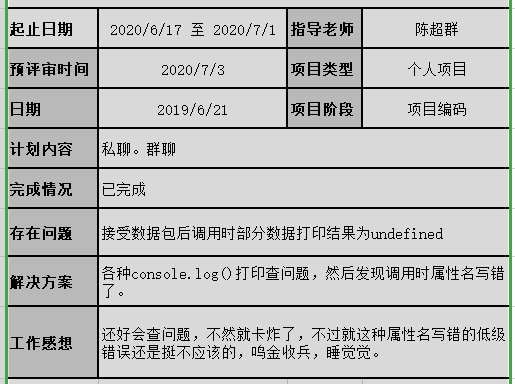 起止日期 2020/6/17 至 2020/7/1 指导老师 陈超群
预评审时间 2020/7/3 项目类型 个人项目
日期 2019/6/21 项目阶段 项目编码
计划内容 私聊。群聊
完成情况 已完成
存在问题 接受数据包后调用时部分数据打印结果为undefined
解决方案 各种console.log()打印查问题，然后发现调用时属性名写错
了。
工作感想 还好会查问题，不然就卡炸了，不过就这种属性名写错的低级
错误还是挺不应该的，鸣金收兵，睡觉觉。